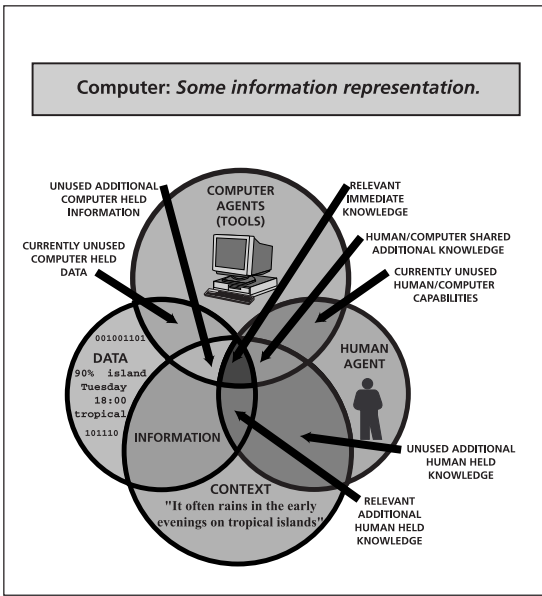 Computer: Some information representation.
UNUSED ADDITIONAL
COMPUTER HELD
INFORMATION
COMPUTER
AGENTS
(TOOLS)
RELEVANT
IMMEDIATE
KNOWLEDGE
CURRENTLY UNUSED
COMPUTER HELD
DATA
HUMAN/COMPUTER SHARED
ADDITIONAL KNOWLEDGE
CURRENTLY UNUSED
HUMAN/COMPUTER
CAPABILITIES
001001101
DATA
90% island
Tuesday
18:00
tropical
101110
HUMAN
AGENT
INFORMATION
UNUSED ADDITIONAL
HUMAN HELD
KNOWLEDGE
CONTEXT
"It often rains in the early
evenings on tropical islands"
RELEVANT
ADDITIONAL
HUMAN HELD
KNOWLEDGE